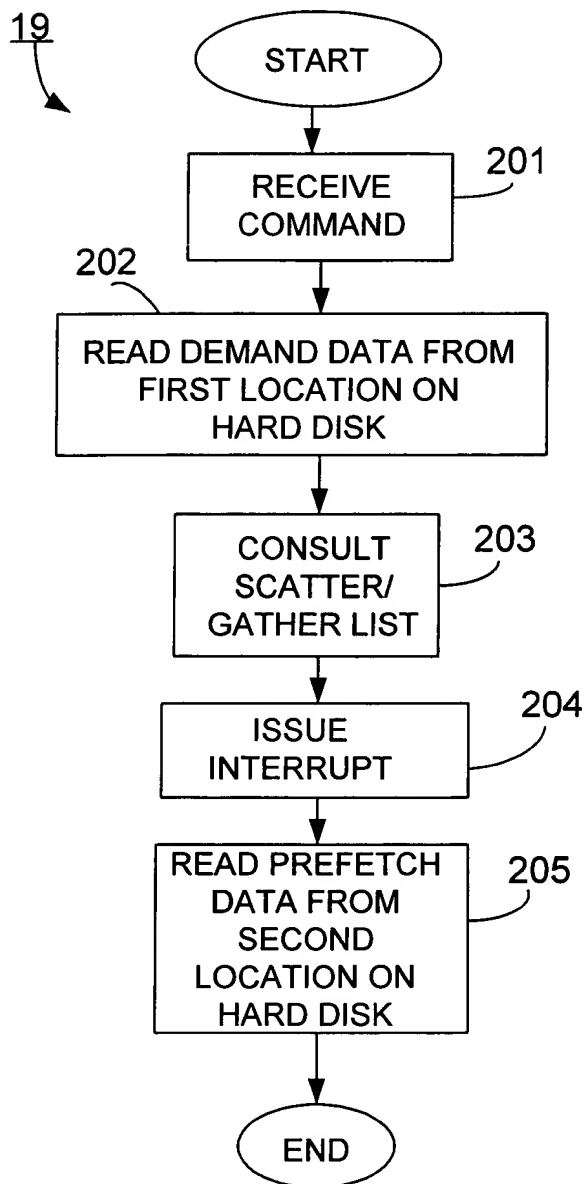 19
START
201
RECEIVE
COMMAND
202
READ DEMAND DATA FROM
FIRST LOCATION ON
HARD DISK
203
CONSULT
SCATTER/
GATHER LIST
204
ISSUE
INTERRUPT
205
READ PREFETCH
DATA FROM
SECOND
LOCATION ON
HARD DISK
END